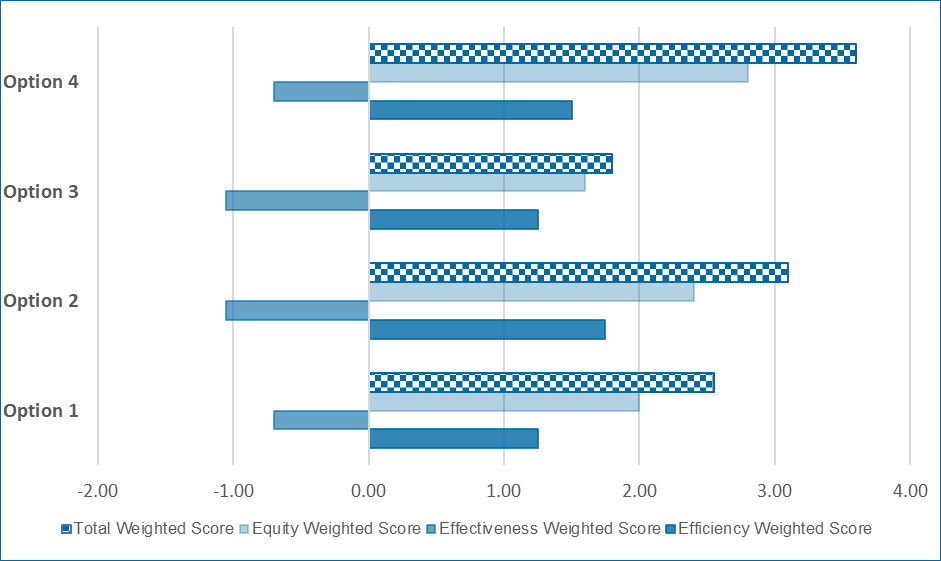 Option 4
Option 3
Option 2
Option 1
-2.00 -1.00 0.00 1.00 2.00 3.00 4.00
Total Weighted Score Equity Weighted Score Effectiveness Weighted Score Efficiency Weighted Score